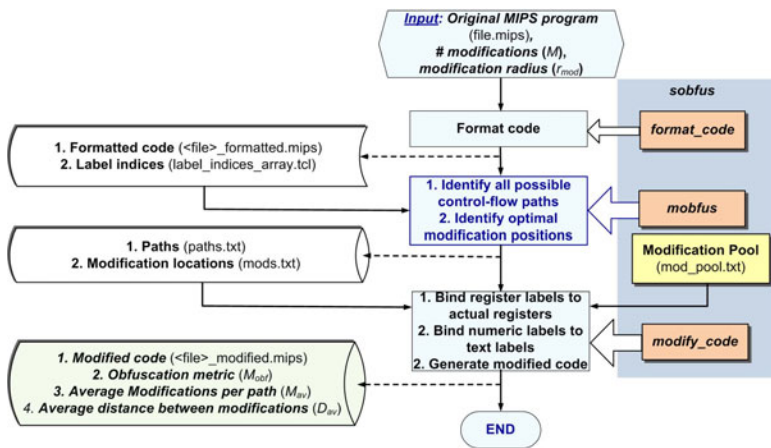 Input: Original MIPS program
(file.mips),
# modifications (M),
modification radius (r_mod)
sobfus
Format code
format_code
1. Formatted code (<file>_formatted.mips)
2. Label indices (label_indices_array.tcl)
1. Identify all possible
control-flow paths
2. Identify optimal
modification positions
mobfus
1. Paths (paths.txt)
2. Modification locations (mods.txt)
Modification Pool
(mod_pool.txt)
1. Bind register labels to
actual registers
2. Bind numeric labels to
text labels
2. Generate modified code
modify_code
1. Modified code (<file>_modified.mips)
2. Obfuscation metric (M_obf)
3. Average Modifications per path (M_av)
4. Average distance between modifications (D_av)
END